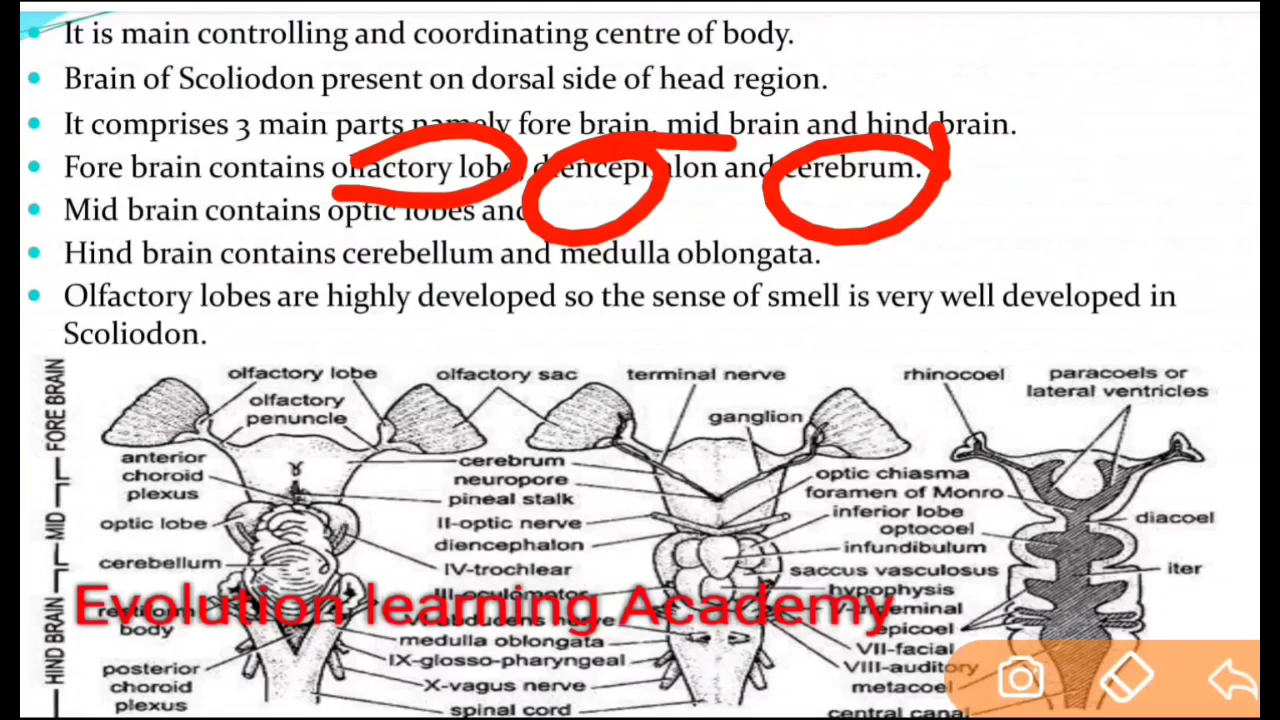 It is main controlling and coordinating centre of body.
Brain of Scoliodon present on dorsal side of head region.
It comprises 3 main parts namely fore brain, mid brain and hind brain.
Fore brain contains olfactory lobe, diencephalon and cerebrum.
Mid brain contains optic lobes and
Hind brain contains cerebellum and medulla oblongata.
Olfactory lobes are highly developed so the sense of smell is very well developed in
Scoliodon.
FORE BRAIN
MID
HIND BRAIN
olfactory lobe
olfactory
penuncle
anterior
choroid
plexus
optic lobe
cerebellum
restiform
body
posterior
choroid
plexus
olfactory sac
cerebrum
neuropore
pineal stalk
II-optic nerve
diencephalon
IV-trochlear
III-oculomotor
abducens nerve
medulla oblongata
IX-glosso-pharyngeal
X-vagus nerve
spinal cord
terminal nerve
ganglion
optic chiasma
foramen of Monro
inferior lobe
optocoel
infundibulum
saccus vasculosus
hypophysis
epicoel
VII-facial
VIII-auditory
metacoel
central canal
rhinocoel
paracoels or
lateral ventricles
diacoel
iter
Evolution learning Academy